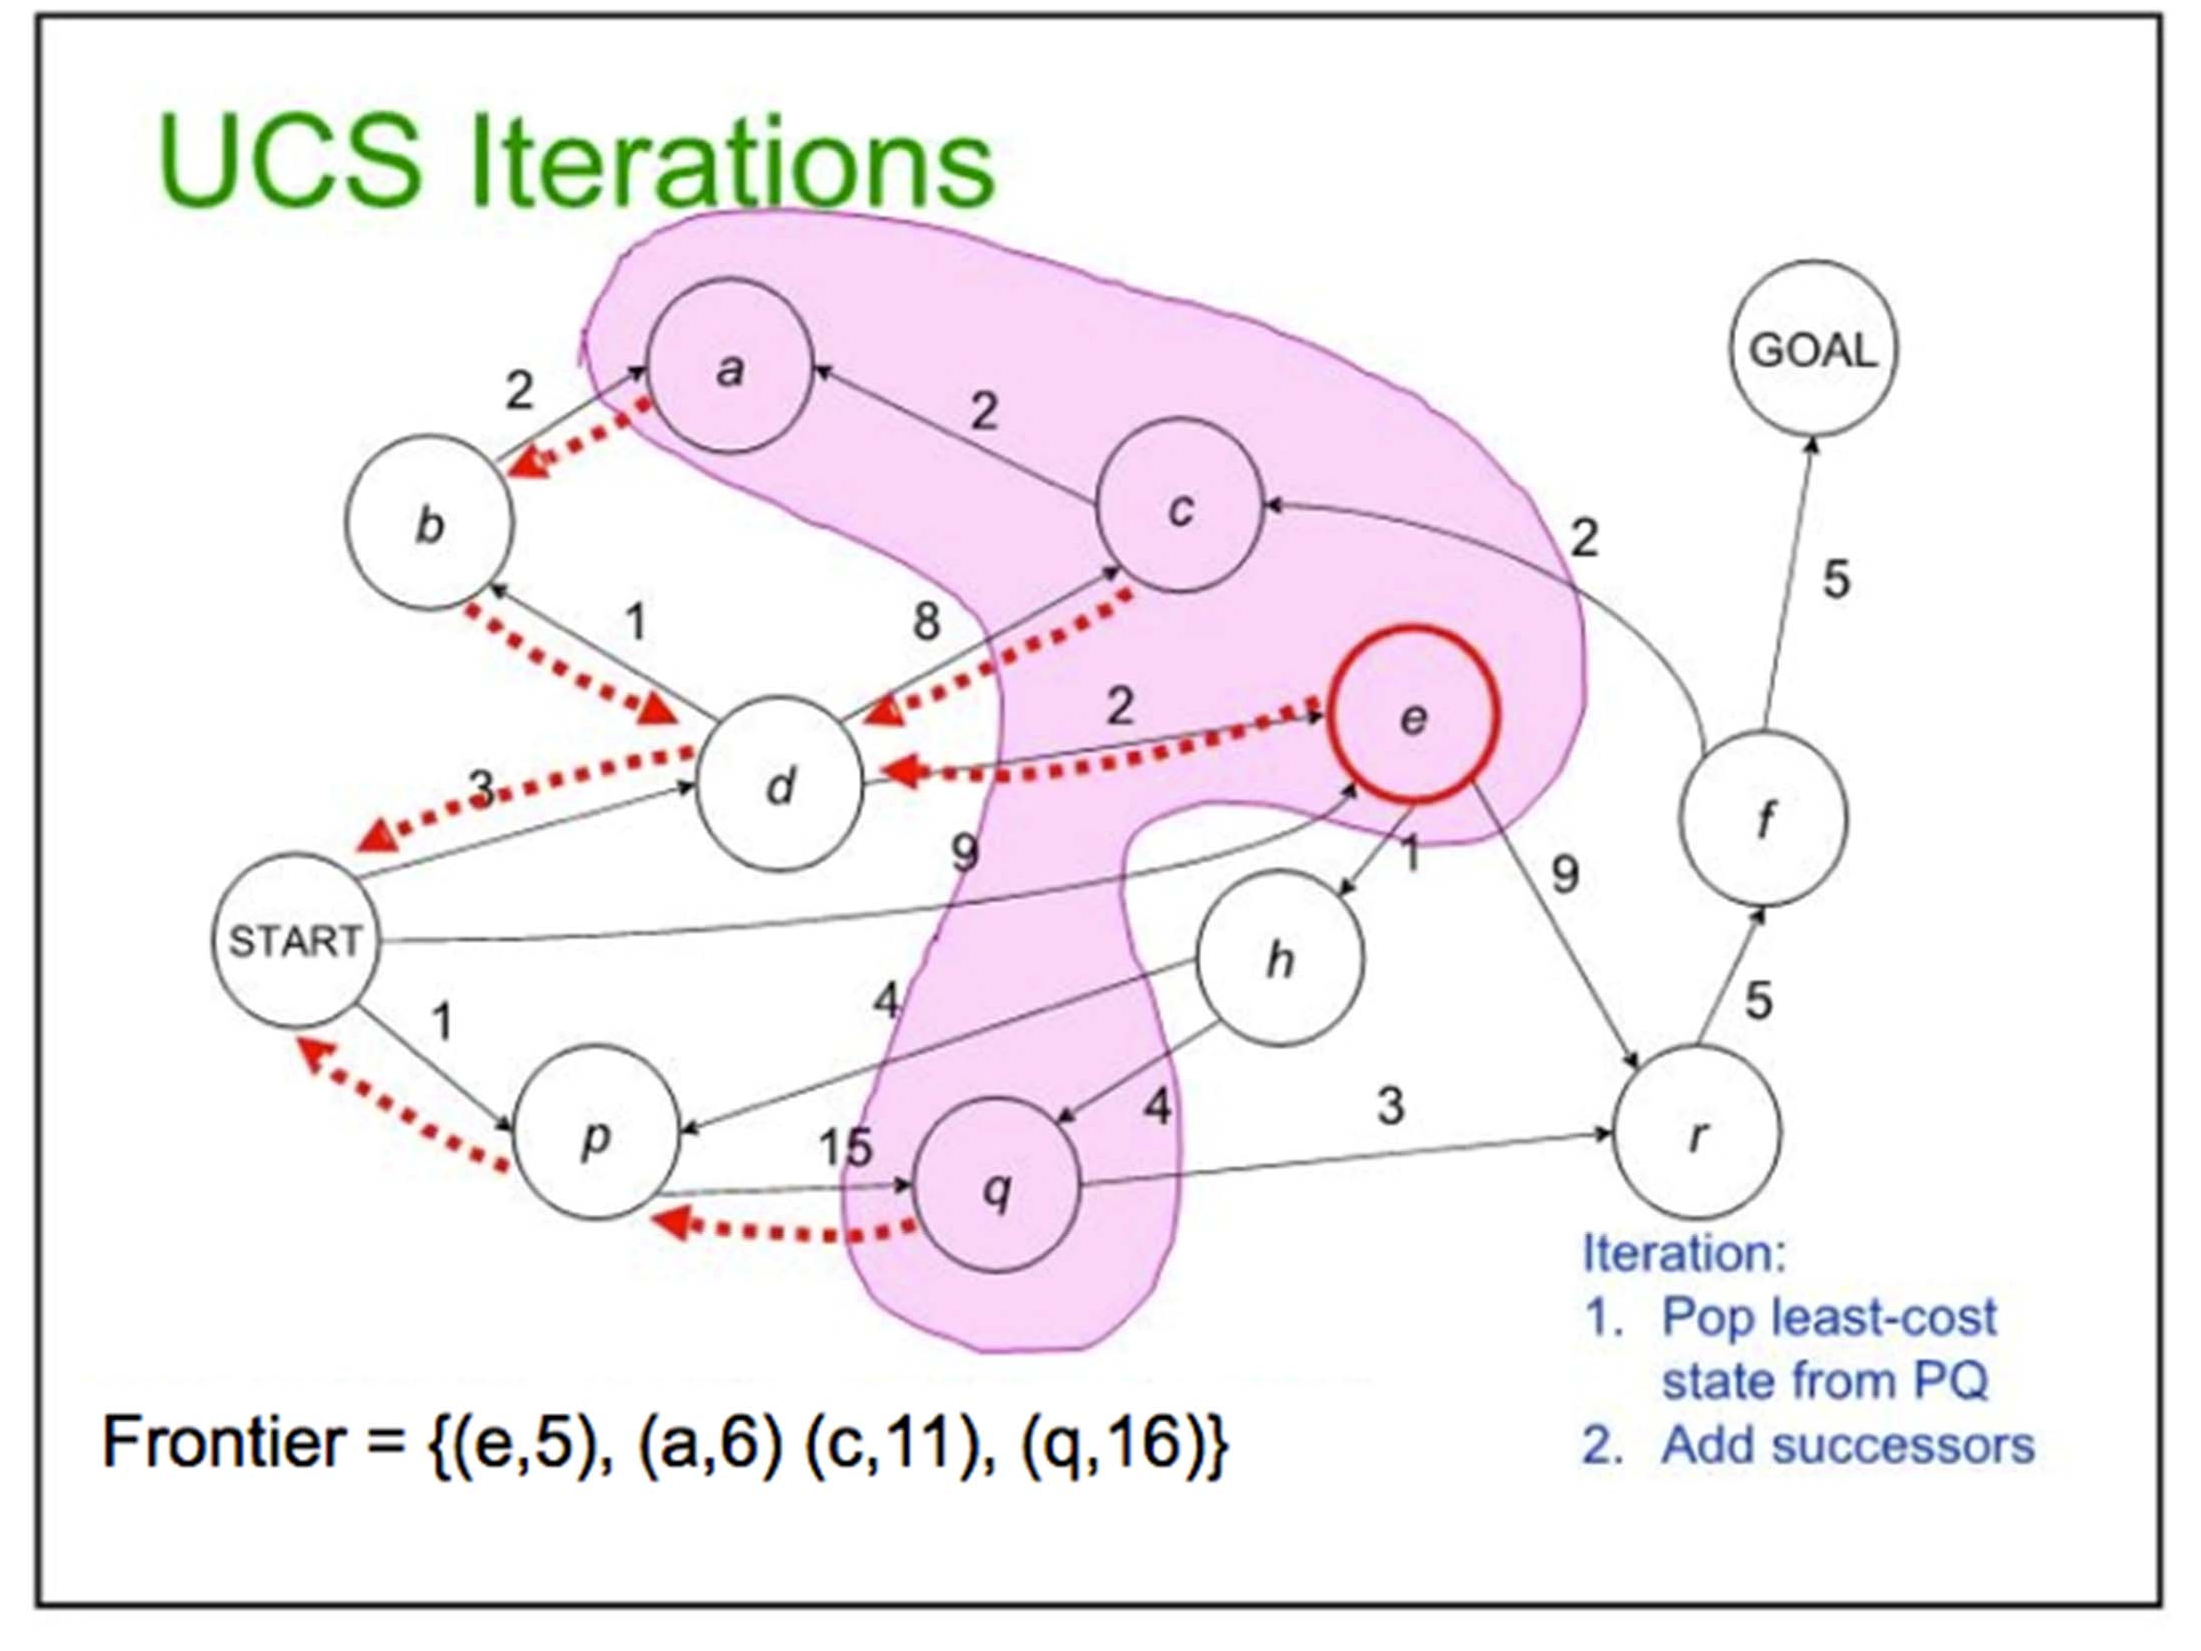 UCS Iterations
GOAL
a
2
2
c
b
2
5
1
8
2
e
3
d
f
9
1
9
START
h
4
5
1
p
4
3
r
15
q
Iteration:
1. Pop least-cost
state from PQ
2. Add successors
Frontier = {(e,5), (a,6) (c,11), (q,16)}